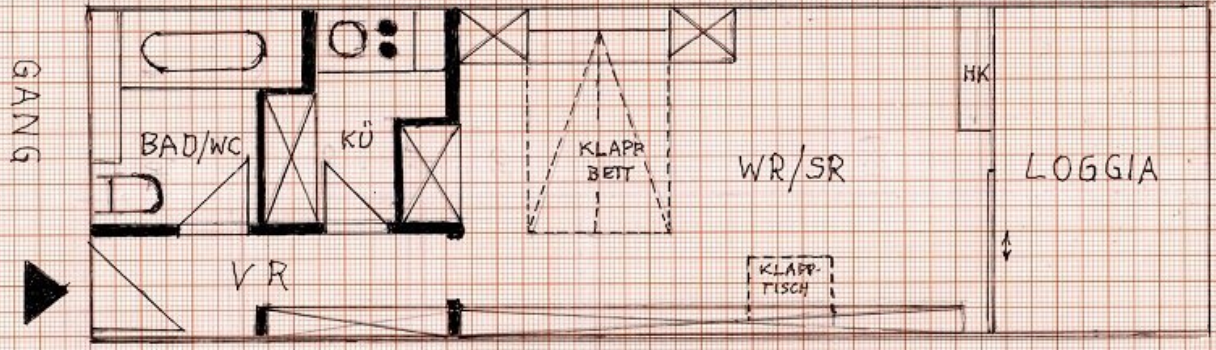 GANG
BAD/WC
KÜ
VR
KLAPP
BETT
WR/SR
KLAPP-
TISCH
HK
LOGGIA